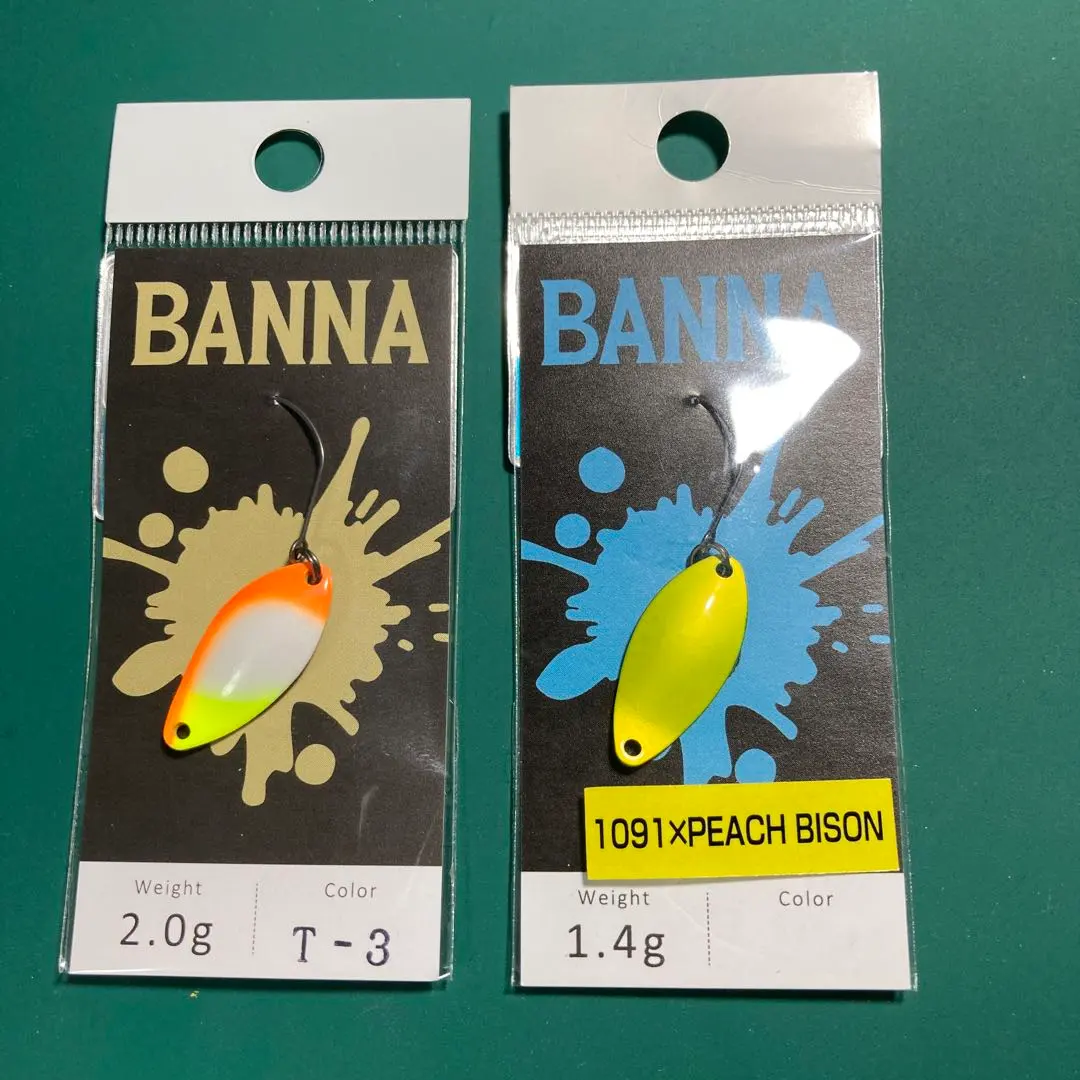 BANNA
Weight
Color
2.0g
T-3
BANNA
1091×PEACH BISON
Weight
Color
1.4g